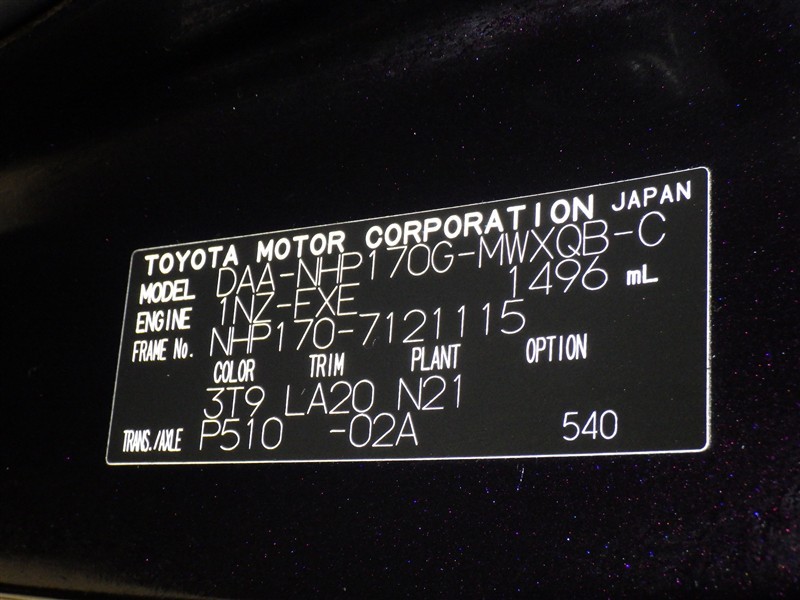 TOYOTA MOTOR CORPORATION JAPAN
MODEL DAA-NHP170G-MWXQB-C
ENGINE 1NZ-FXE 1496 mL
FRAME No. NHP170-7121115
COLOR TRIM PLANT OPTION
3T9 LA20 N21
TRANS./AXLE P510 -02A 540